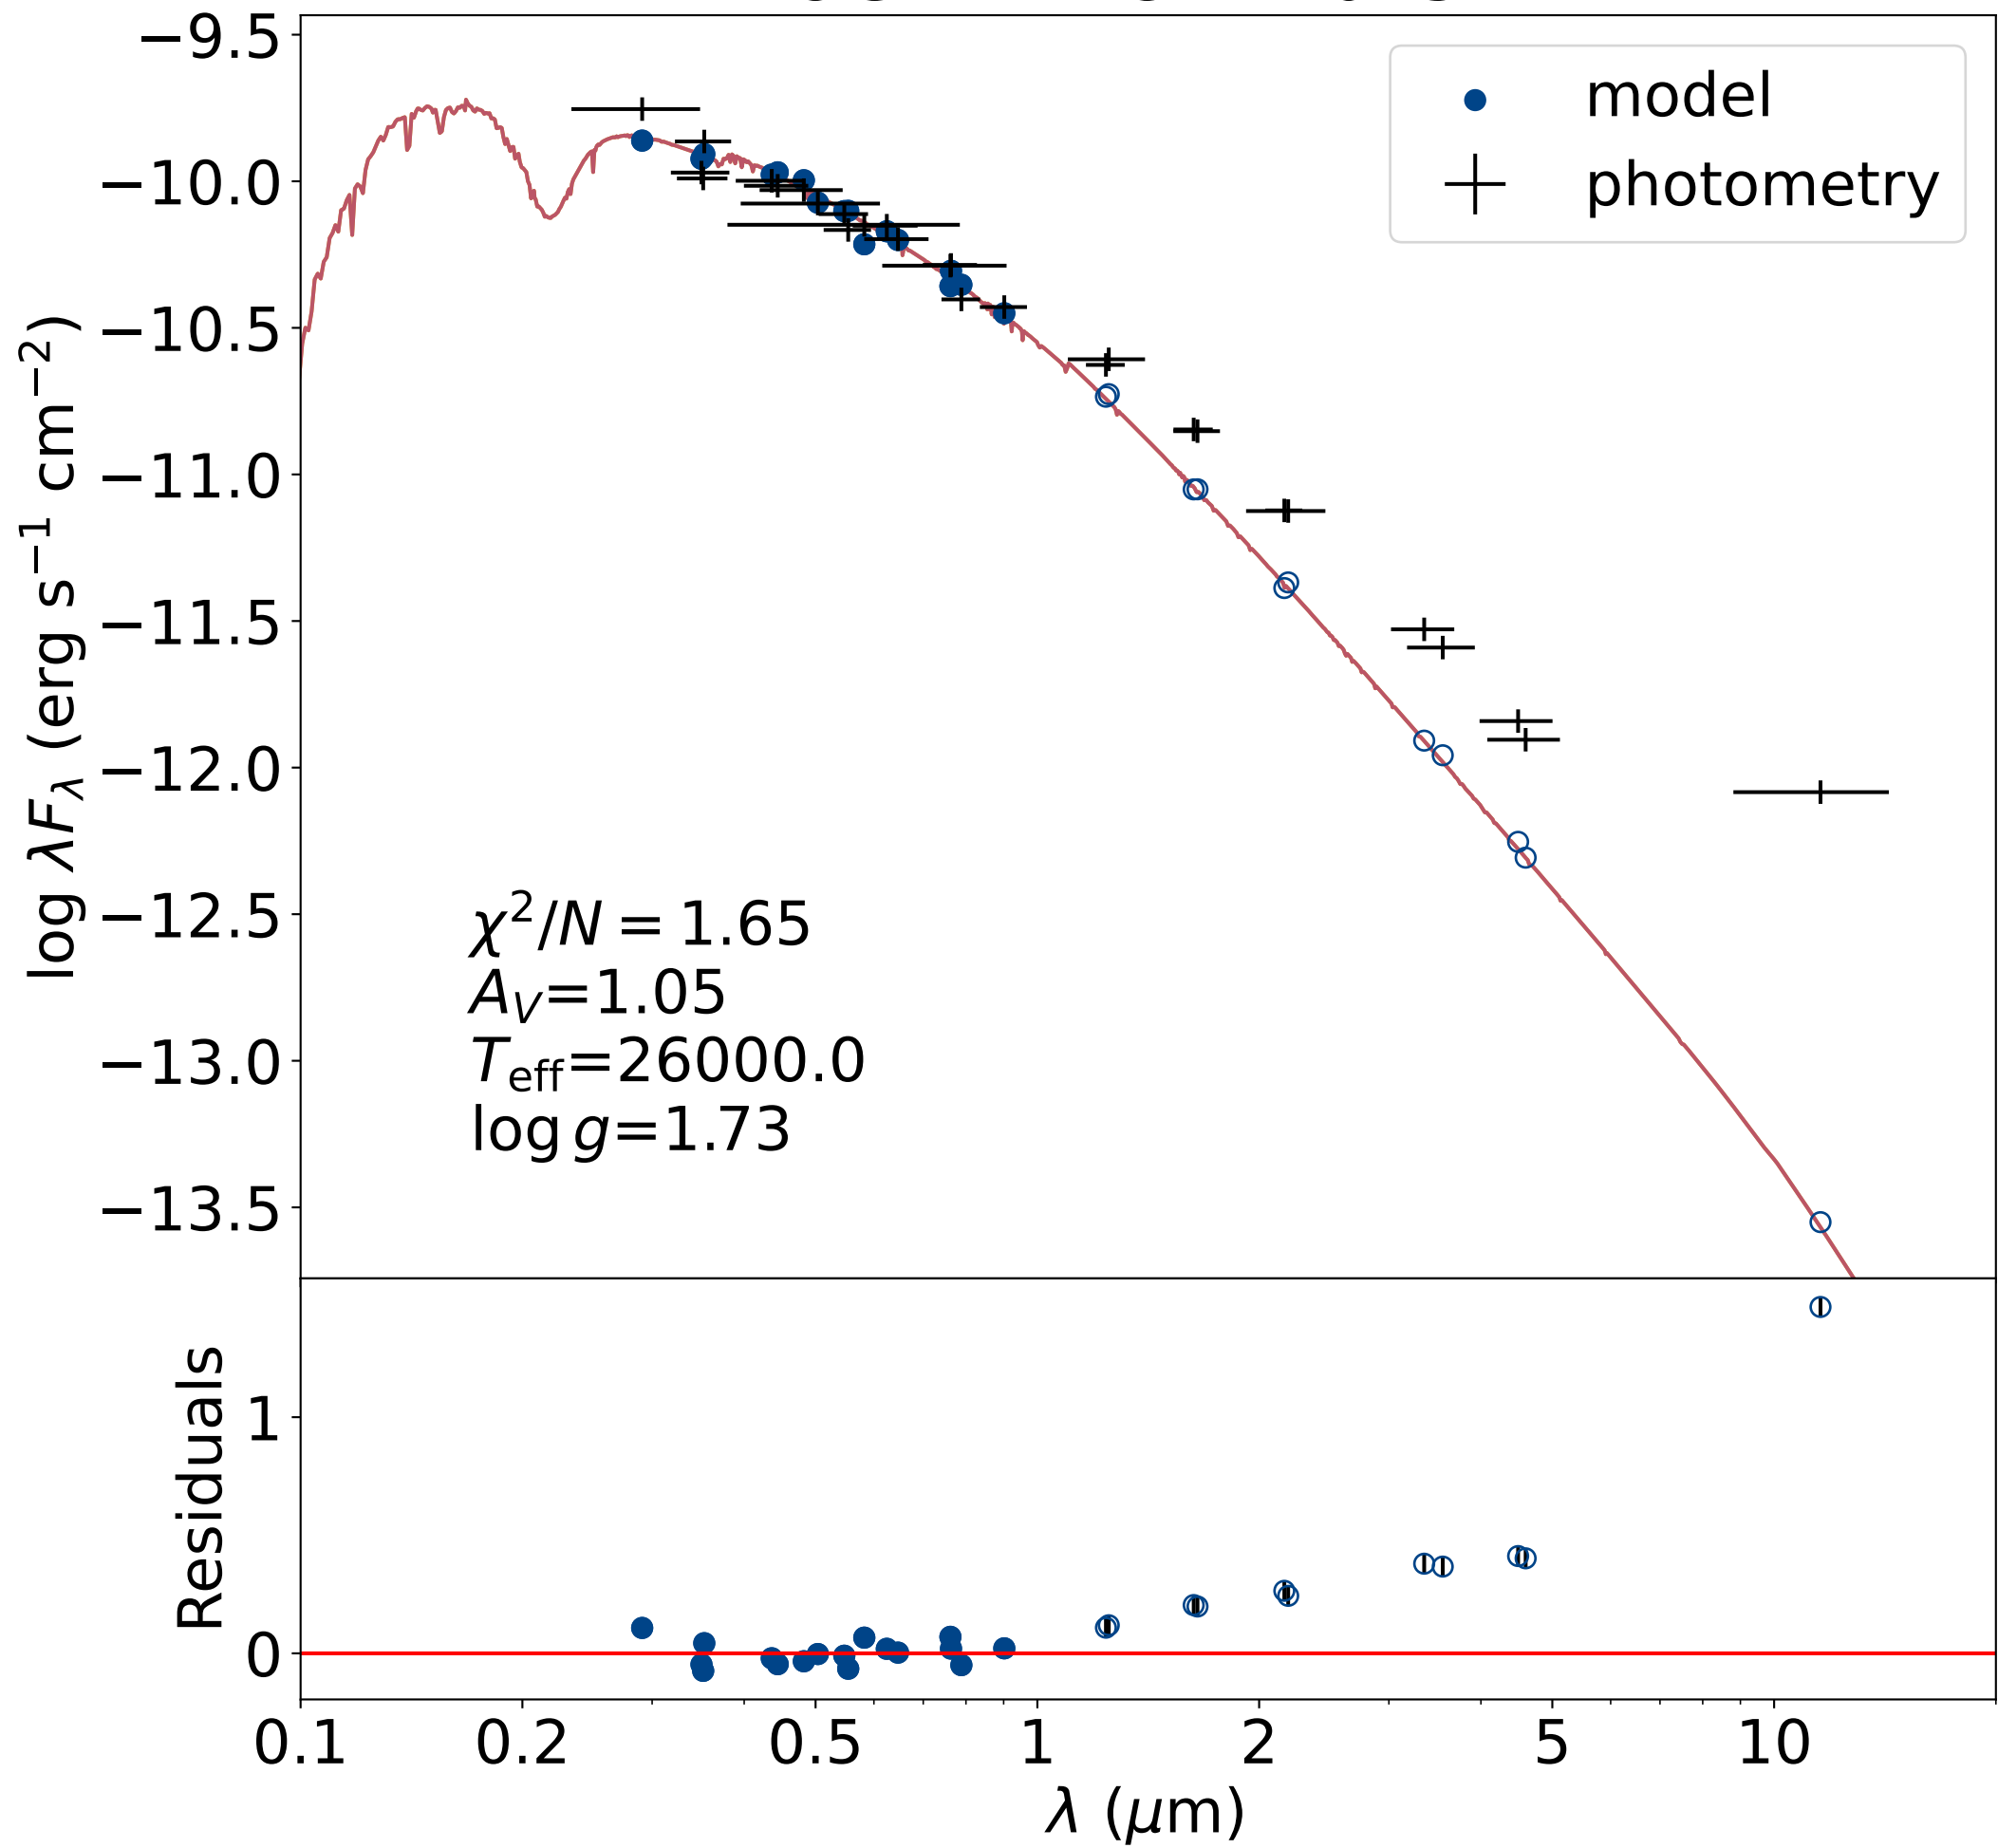 model
photometry
−9.5
−10.0
−10.5
−11.0
−11.5
−12.0
−12.5
−13.0
−13.5
log λF_λ (erg s⁻¹ cm⁻²)
χ²/N = 1.65
A_V=1.05
T_eff=26000.0
log g=1.73
1
0
Residuals
0.1 0.2 0.5 1 2 5 10
λ (μm)